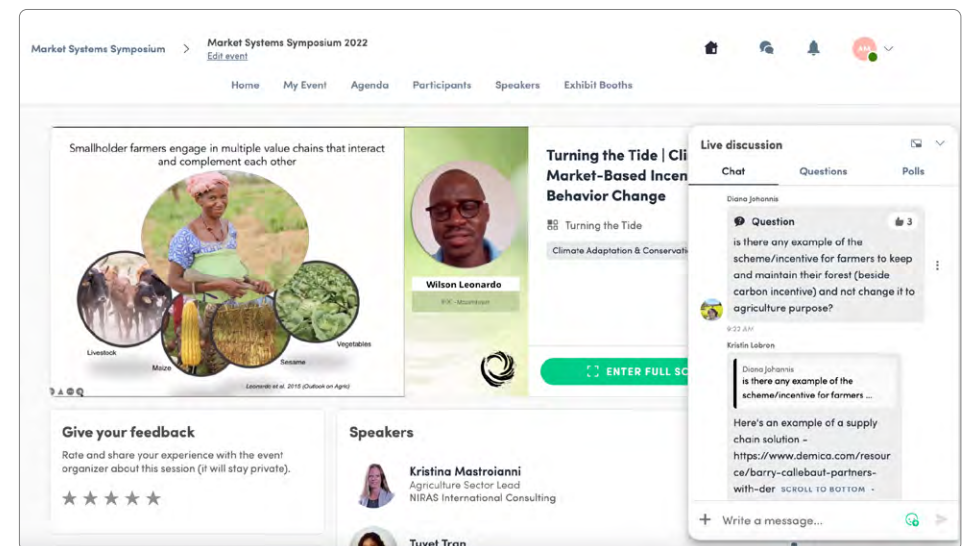 Market Systems Symposium
Market Systems Symposium 2022
Edit event
AM
Home My Event Agenda Participants Speakers Exhibit Booths
Smallholder farmers engage in multiple value chains that interact
and complement each other
Livestock
Maize
Sesame
Vegetables
Leonardo et al. 2015 (Outlook on Agric)
Wilson Leonardo
Turning the Tide | Cli
Market-Based Incen
Behavior Change
Turning the Tide
Climate Adaptation & Conservati
ENTER FULL SC
Give your feedback
Rate and share your experience with the event
organizer about this session (it will stay private).
Speakers
Kristina Mastroianni
Agriculture Sector Lead
NIRAS International Consulting
Tuyet Tran
Live discussion
Chat Questions Polls
Diana Johannis
Question 3
is there any example of the
scheme/incentive for farmers to keep
and maintain their forest (beside
carbon incentive) and not change it to
agriculture purpose?
9:22 AM
Kristin Lobron
Diana Johannis
is there any example of the
scheme/incentive for farmers ...
Here's an example of a supply
chain solution -
https://www.demica.com/resour
ce/barry-callebaut-partners-
with-der SCROLL TO BOTTOM
Write a message...